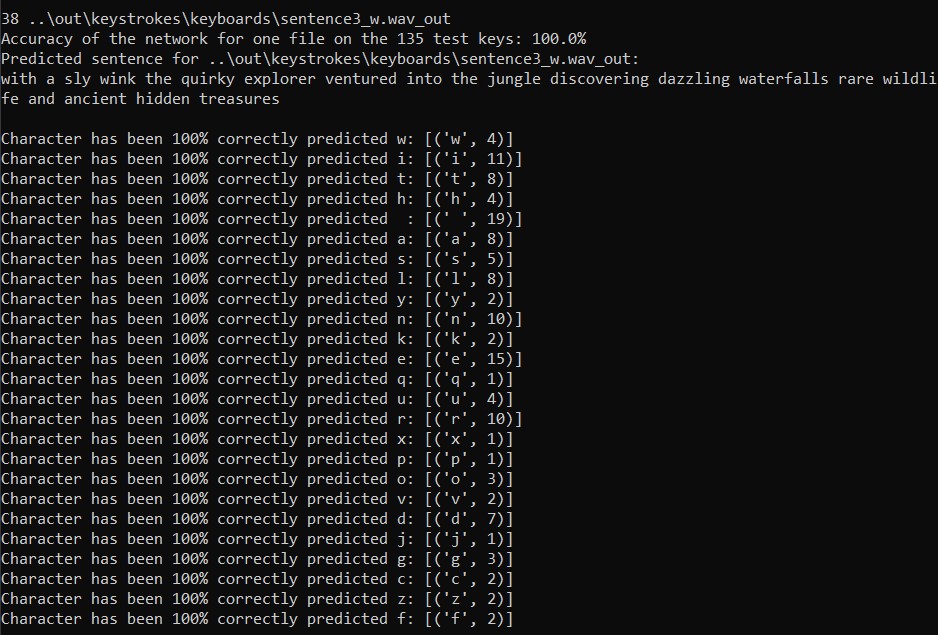 38 ..\out\keystrokes\keyboards\sentence3_w.wav_out
Accuracy of the network for one file on the 135 test keys: 100.0%
Predicted sentence for ..\out\keystrokes\keyboards\sentence3_w.wav_out:
with a sly wink the quirky explorer ventured into the jungle discovering dazzling waterfalls rare wildli
fe and ancient hidden treasures

Character has been 100% correctly predicted w: [('w', 4)]
Character has been 100% correctly predicted i: [('i', 11)]
Character has been 100% correctly predicted t: [('t', 8)]
Character has been 100% correctly predicted h: [('h', 4)]
Character has been 100% correctly predicted  : [(' ', 19)]
Character has been 100% correctly predicted a: [('a', 8)]
Character has been 100% correctly predicted s: [('s', 5)]
Character has been 100% correctly predicted l: [('l', 8)]
Character has been 100% correctly predicted y: [('y', 2)]
Character has been 100% correctly predicted n: [('n', 10)]
Character has been 100% correctly predicted k: [('k', 2)]
Character has been 100% correctly predicted e: [('e', 15)]
Character has been 100% correctly predicted q: [('q', 1)]
Character has been 100% correctly predicted u: [('u', 4)]
Character has been 100% correctly predicted r: [('r', 10)]
Character has been 100% correctly predicted x: [('x', 1)]
Character has been 100% correctly predicted p: [('p', 1)]
Character has been 100% correctly predicted o: [('o', 3)]
Character has been 100% correctly predicted v: [('v', 2)]
Character has been 100% correctly predicted d: [('d', 7)]
Character has been 100% correctly predicted j: [('j', 1)]
Character has been 100% correctly predicted g: [('g', 3)]
Character has been 100% correctly predicted c: [('c', 2)]
Character has been 100% correctly predicted z: [('z', 2)]
Character has been 100% correctly predicted f: [('f', 2)]